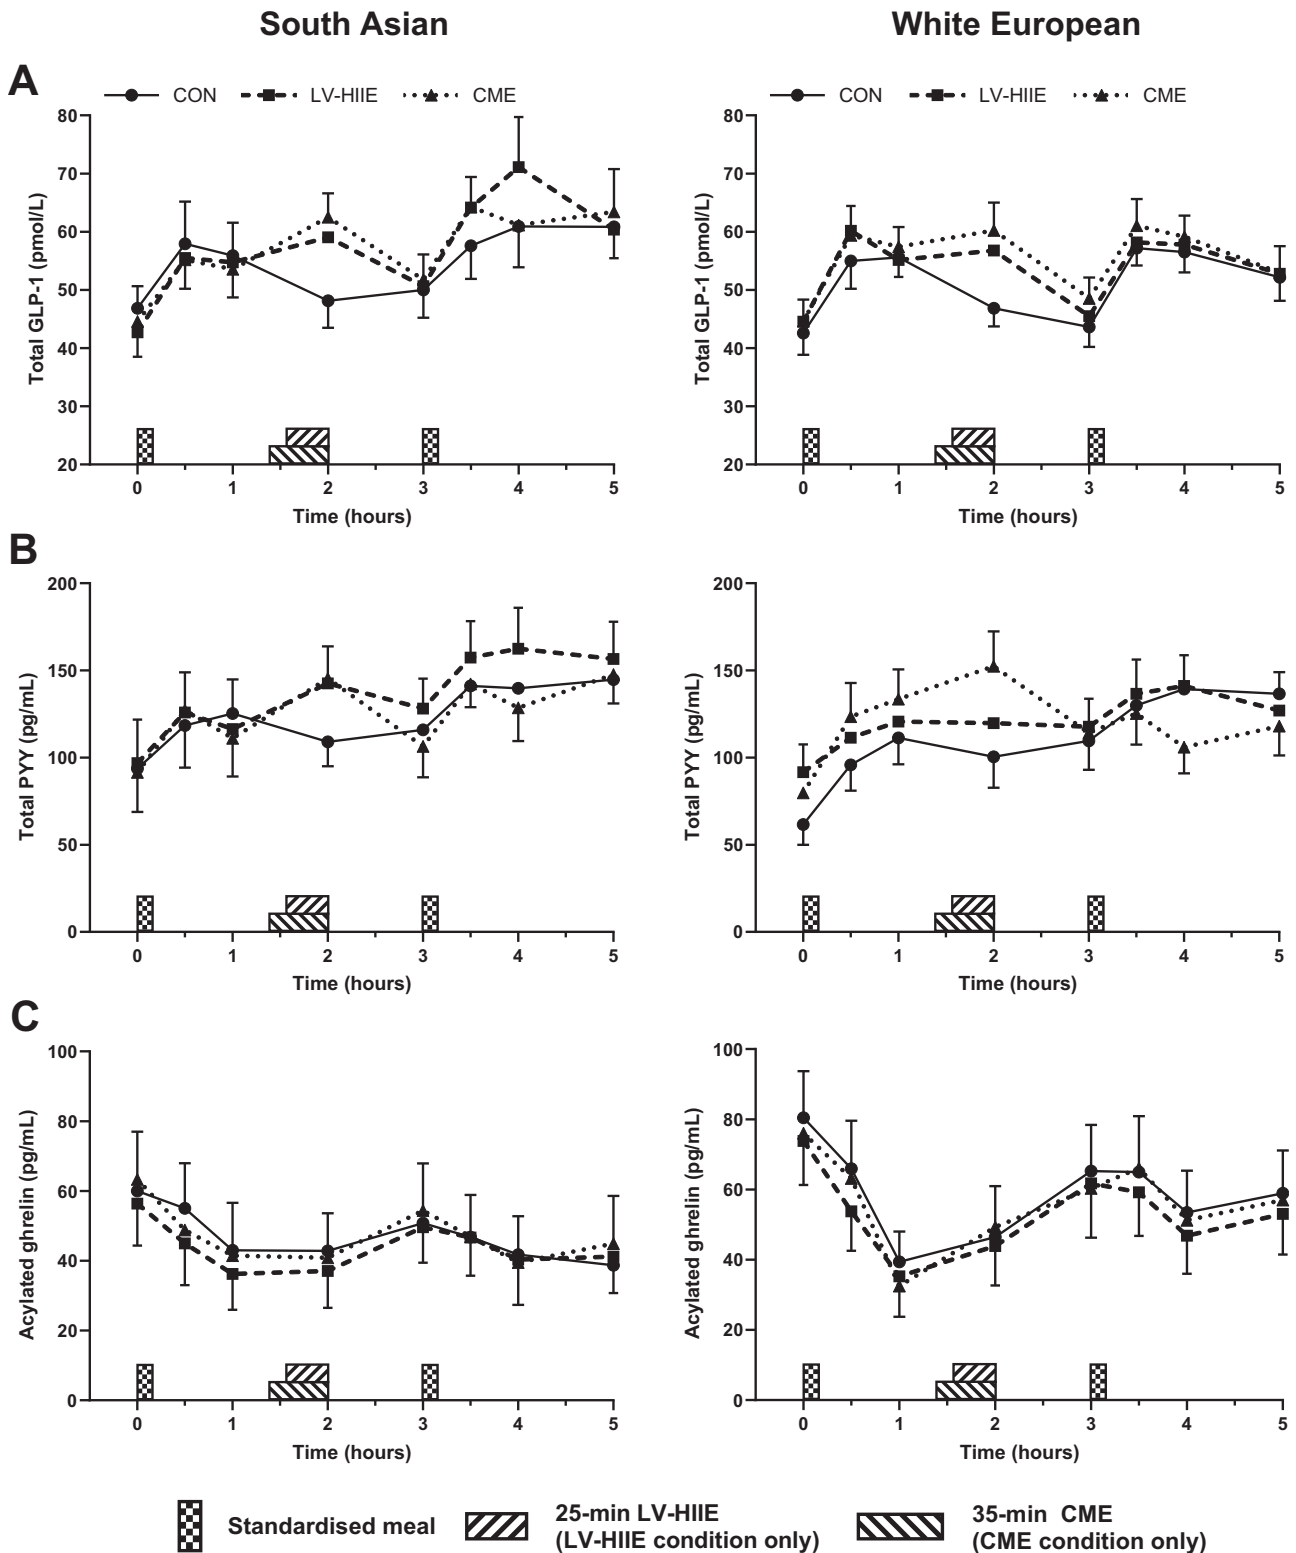 South Asian
White European
A
CON LV-HIIE CME
CON LV-HIIE CME
80
70
60
50
40
30
20
Total GLP-1 (pmol/L)
0 1 2 3 4 5
Time (hours)
80
70
60
50
40
30
20
Total GLP-1 (pmol/L)
0 1 2 3 4 5
Time (hours)
B
200
150
100
50
0
Total PYY (pg/mL)
0 1 2 3 4 5
Time (hours)
200
150
100
50
0
Total PYY (pg/mL)
0 1 2 3 4 5
Time (hours)
C
100
80
60
40
20
0
Acylated ghrelin (pg/mL)
0 1 2 3 4 5
Time (hours)
100
80
60
40
20
0
Acylated ghrelin (pg/mL)
0 1 2 3 4 5
Time (hours)
Standardised meal
25-min LV-HIIE
(LV-HIIE condition only)
35-min CME
(CME condition only)